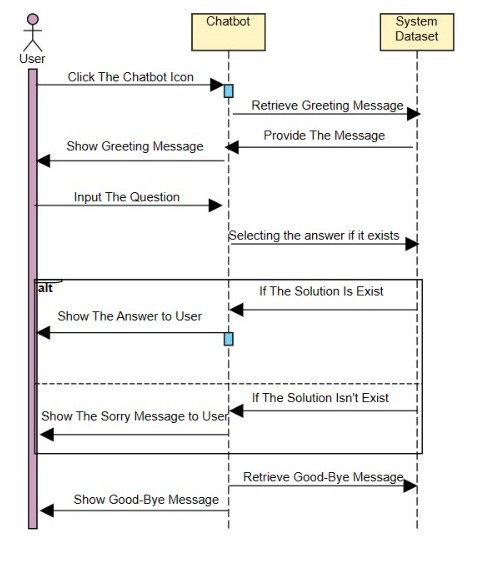 User
Chatbot
System
Dataset
Click The Chatbot Icon
Retrieve Greeting Message
Provide The Message
Show Greeting Message
Input The Question
Selecting the answer if it exists
alt
If The Solution Is Exist
Show The Answer to User
If The Solution Isn't Exist
Show The Sorry Message to User
Retrieve Good-Bye Message
Show Good-Bye Message